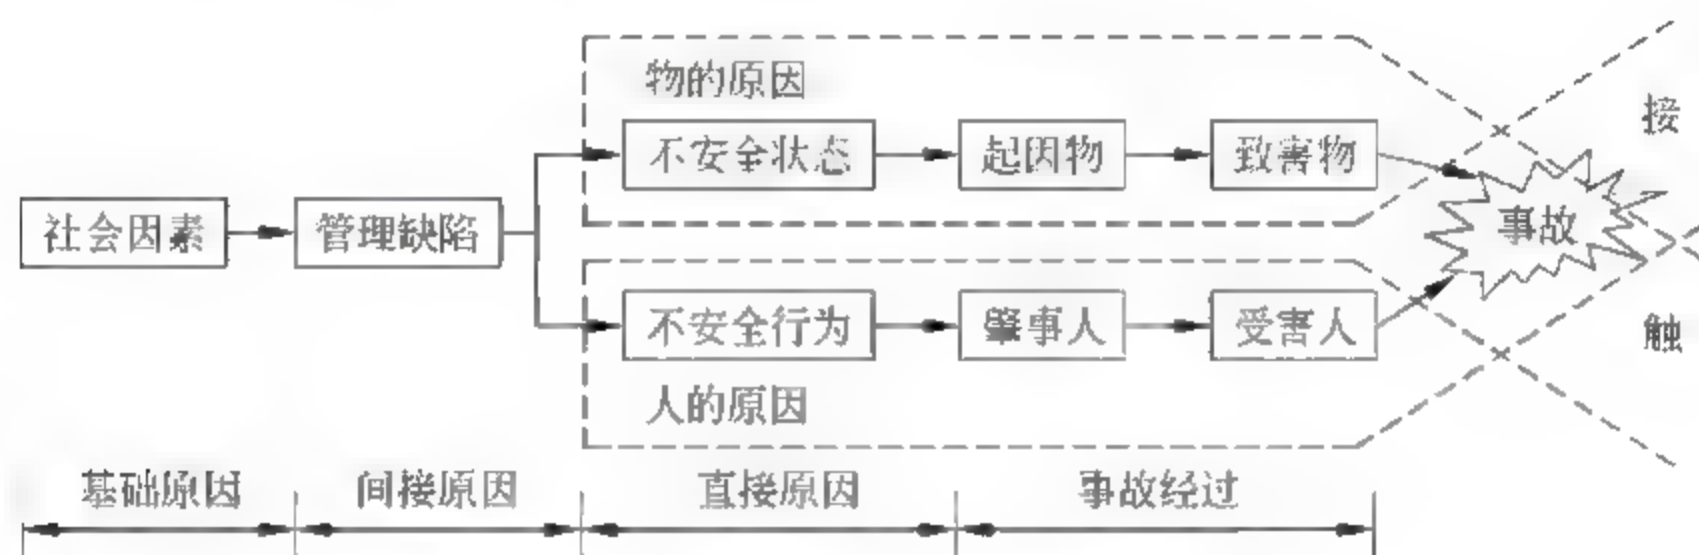 物的原因
接
不安全状态 起因物 致害物
社会因素 管理缺陷 事故
不安全行为 肇事人 受害人 触
人的原因
基础原因 间接原因 直接原因 事故经过